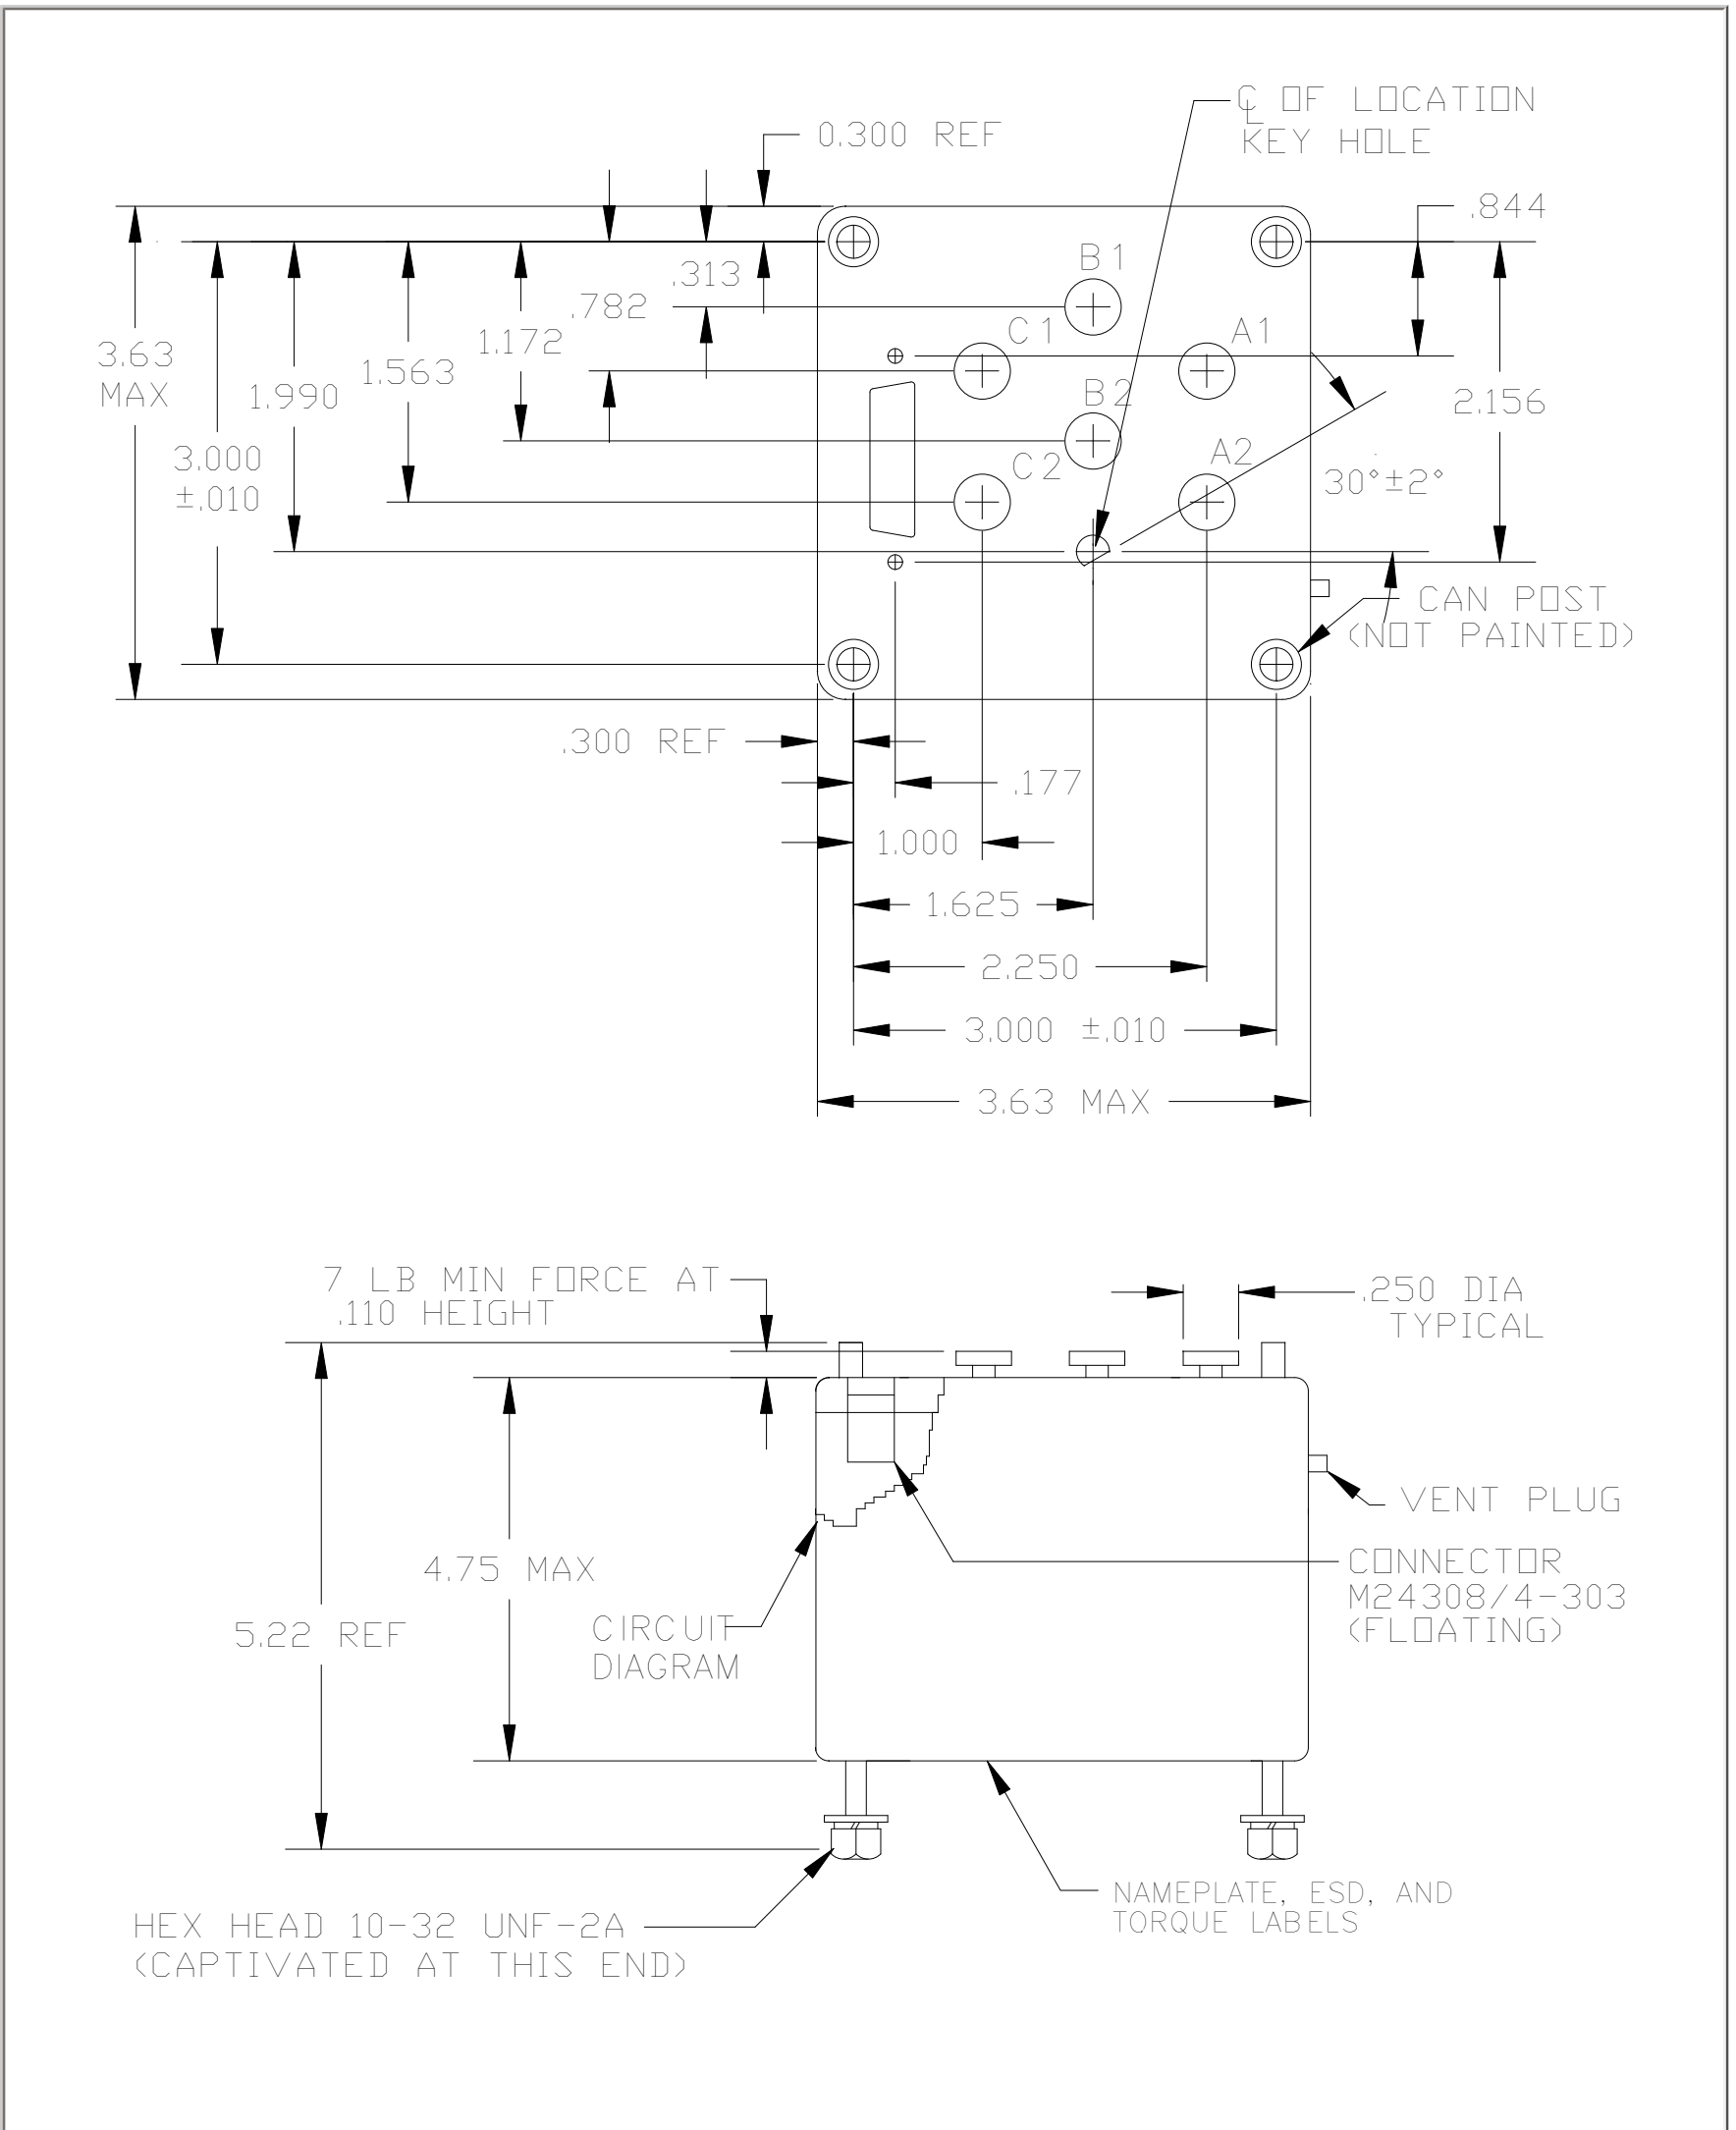 ℄ OF LOCATION
KEY HOLE
0.300 REF
.844
B1
.313
.782
C1
A1
1.172
3.63
MAX
1.563
1.990
B2
2.156
3.000
±.010
C2
A2
30°±2°
CAN POST
(NOT PAINTED)
.300 REF
.177
1.000
1.625
2.250
3.000 ±.010
3.63 MAX
7 LB MIN FORCE AT
.110 HEIGHT
.250 DIA
TYPICAL
VENT PLUG
4.75 MAX
CONNECTOR
M24308/4-303
(FLOATING)
5.22 REF
CIRCUIT
DIAGRAM
NAMEPLATE, ESD, AND
TORQUE LABELS
HEX HEAD 10-32 UNF-2A
(CAPTIVATED AT THIS END)